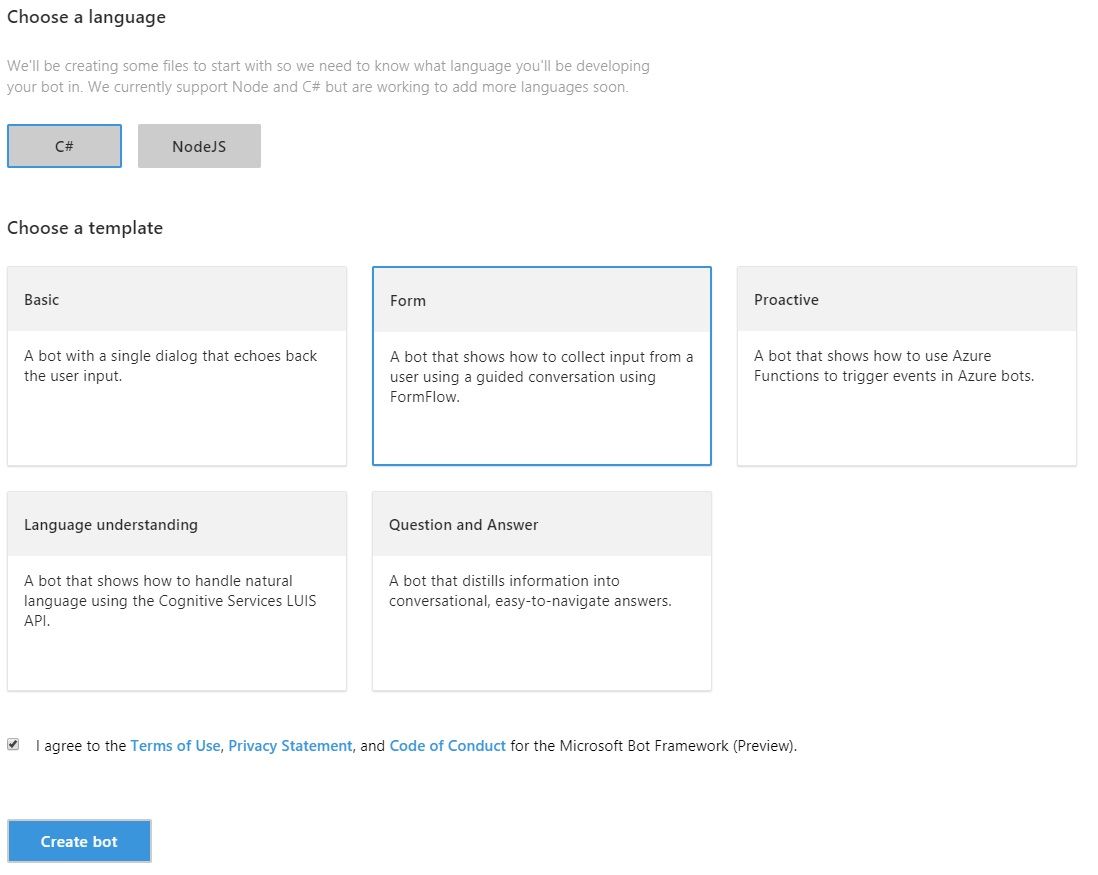 Choose a language
We'll be creating some files to start with so we need to know what language you'll be developing
your bot in. We currently support Node and C# but are working to add more languages soon.
C#
NodeJS
Choose a template
Basic
A bot with a single dialog that echoes back
the user input.
Form
A bot that shows how to collect input from a
user using a guided conversation using
FormFlow.
Proactive
A bot that shows how to use Azure
Functions to trigger events in Azure bots.
Language understanding
A bot that shows how to handle natural
language using the Cognitive Services LUIS
API.
Question and Answer
A bot that distills information into
conversational, easy-to-navigate answers.
I agree to the Terms of Use, Privacy Statement, and Code of Conduct for the Microsoft Bot Framework (Preview).
Create bot